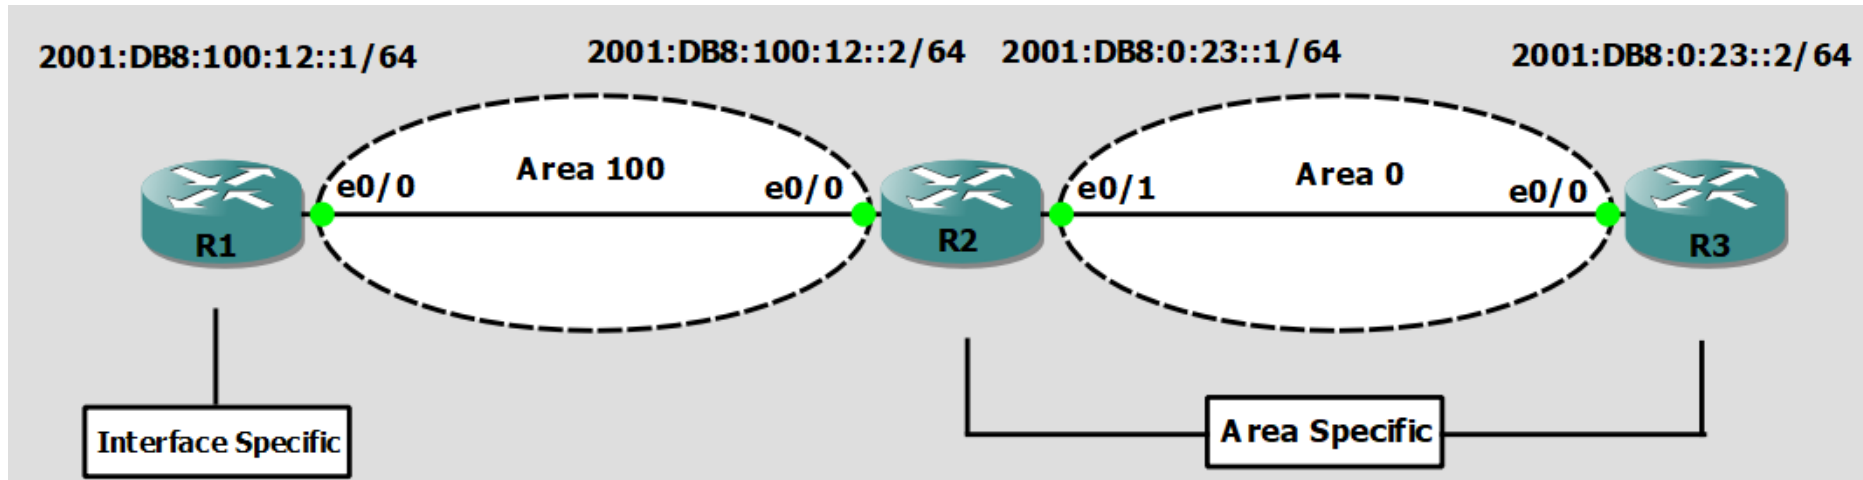 2001:DB8:100:12::1/64
2001:DB8:100:12::2/64
2001:DB8:0:23::1/64
2001:DB8:0:23::2/64
Area 100
Area 0
e0/0
e0/0
e0/1
e0/0
R1
R2
R3
Interface Specific
Area Specific